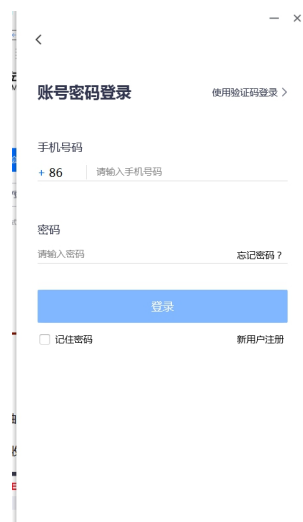 账号密码登录
使用验证码登录 >
手机号码
+ 86 请输入手机号码
密码
请输入密码 忘记密码？
登录
记住密码 新用户注册